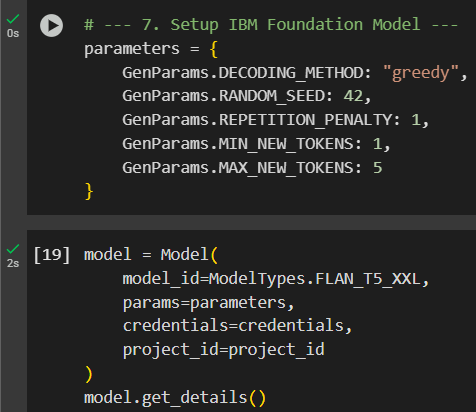 0s
# --- 7. Setup IBM Foundation Model ---
parameters = {
    GenParams.DECODING_METHOD: "greedy",
    GenParams.RANDOM_SEED: 42,
    GenParams.REPETITION_PENALTY: 1,
    GenParams.MIN_NEW_TOKENS: 1,
    GenParams.MAX_NEW_TOKENS: 5
}
2s
[19] model = Model(
    model_id=ModelTypes.FLAN_T5_XXL,
    params=parameters,
    credentials=credentials,
    project_id=project_id
)
model.get_details()